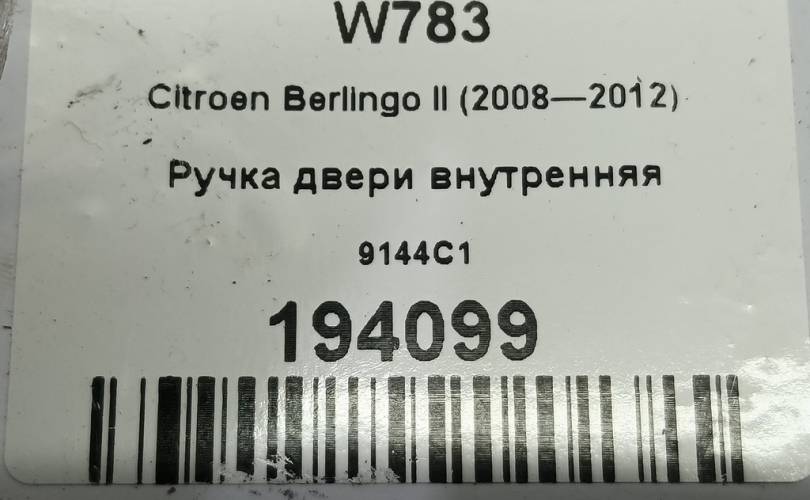 W783
Citroen Berlingo II (2008—2012)
Ручка двери внутренняя
9144C1
194099